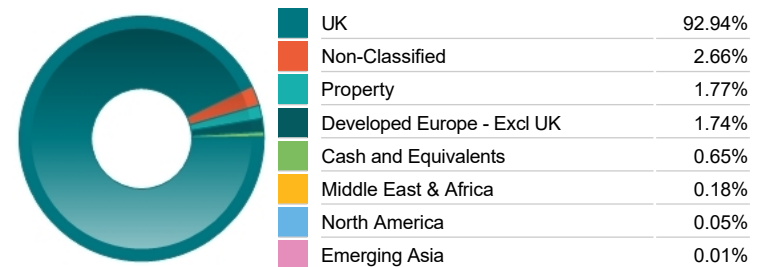 UK 92.94%
Non-Classified 2.66%
Property 1.77%
Developed Europe - Excl UK 1.74%
Cash and Equivalents 0.65%
Middle East & Africa 0.18%
North America 0.05%
Emerging Asia 0.01%